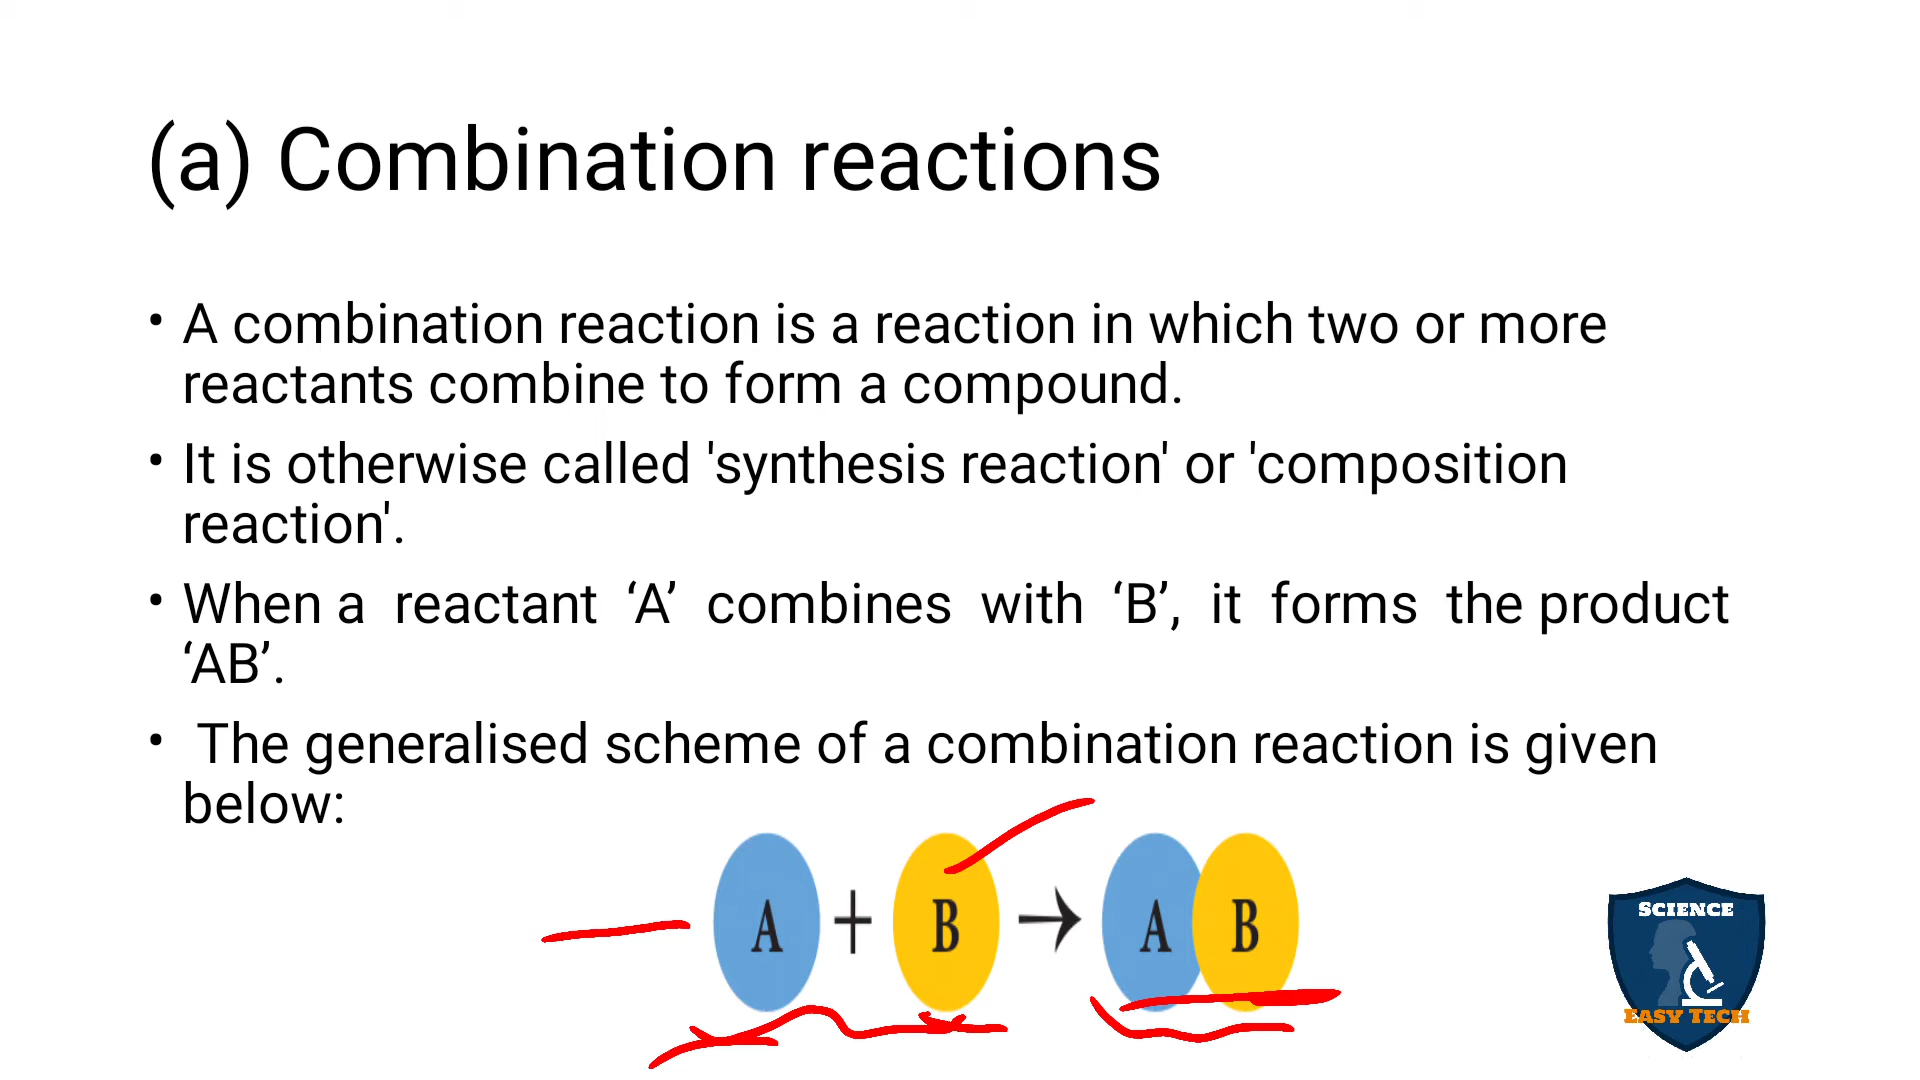 (a) Combination reactions
• A combination reaction is a reaction in which two or more
reactants combine to form a compound.
• It is otherwise called 'synthesis reaction' or 'composition
reaction'.
• When a reactant ‘A’ combines with ‘B’, it forms the product
‘AB’.
• The generalised scheme of a combination reaction is given
below:
A + B → A B
SCIENCE
EASY TECH